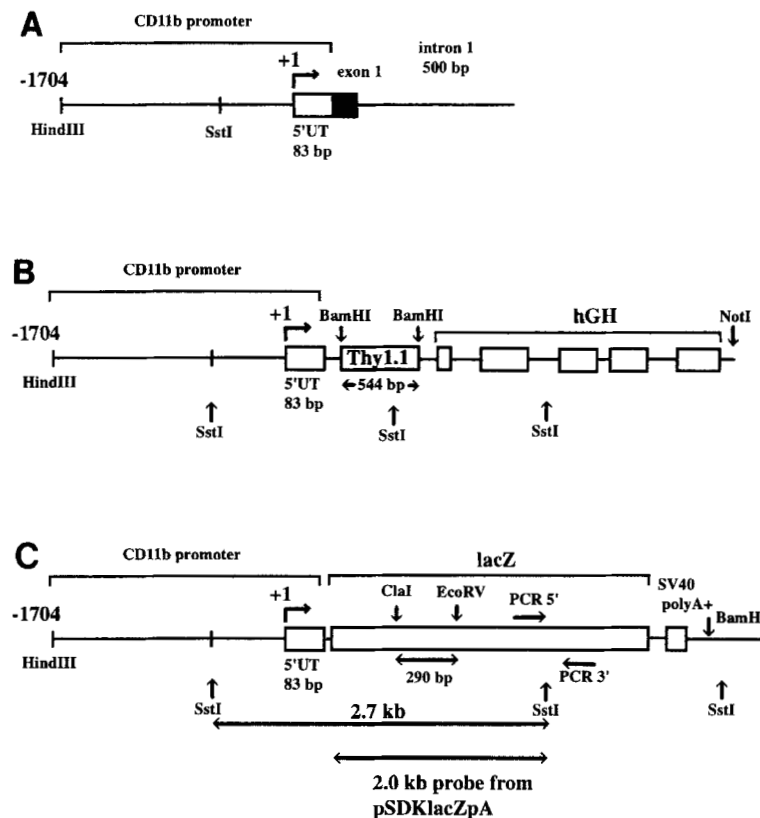 A
CD11b promoter
+1
exon 1
intron 1
500 bp
-1704
HindIII
SstI
5'UT
83 bp
B
CD11b promoter
hGH
+1
BamHI
BamHI
NotI
-1704
Thy1.1
HindIII
5'UT
83 bp
544 bp
SstI
SstI
SstI
C
CD11b promoter
lacZ
SV40
polyA+
+1
ClaI
EcoRV
PCR 5'
BamH
-1704
HindIII
5'UT
83 bp
290 bp
PCR 3'
SstI
2.7 kb
SstI
SstI
2.0 kb probe from
pSDKlacZpA